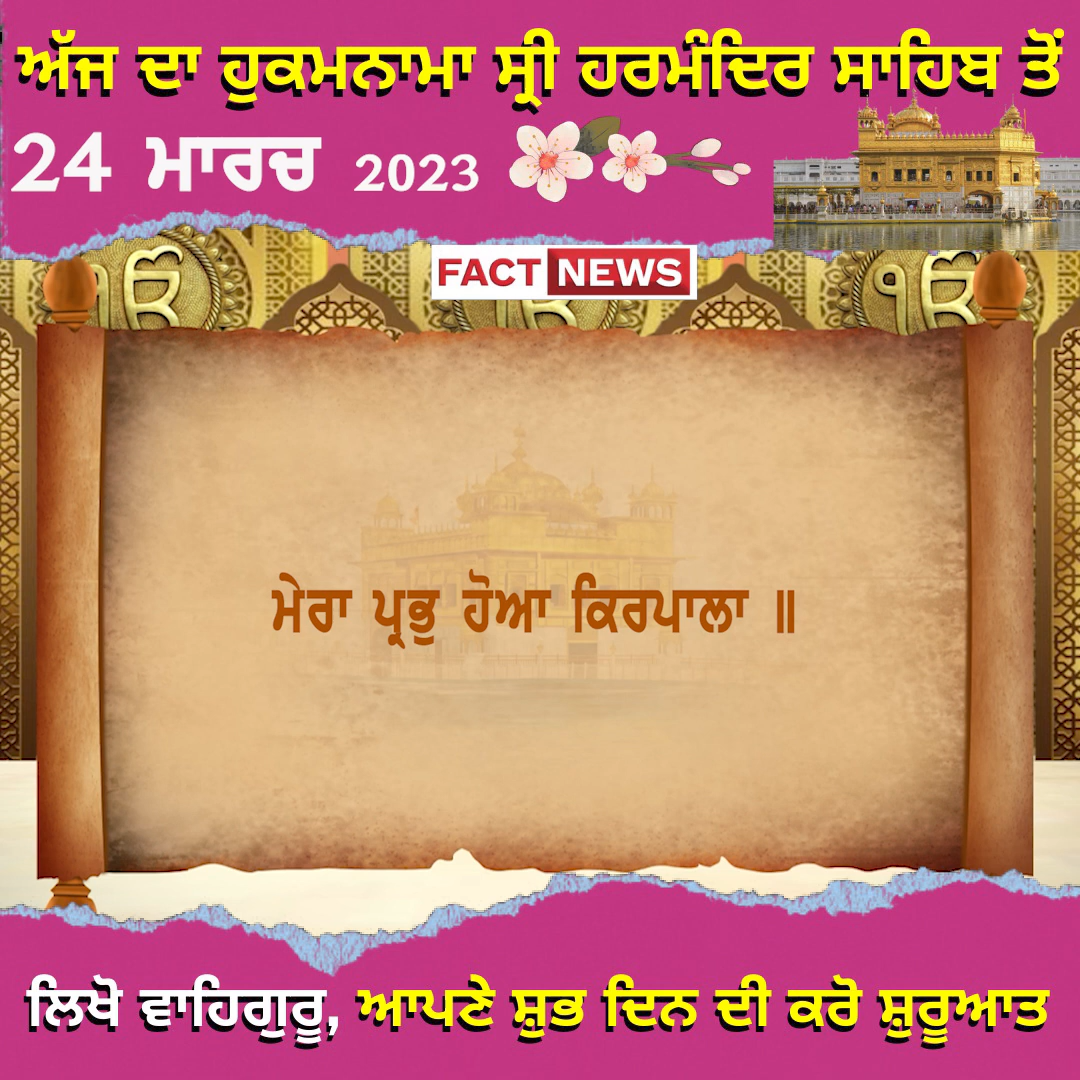 ਅੱਜ ਦਾ ਹੁਕਮਨਾਮਾ ਸ੍ਰੀ ਹਰਮੰਦਿਰ ਸਾਹਿਬ ਤੋਂ
24 ਮਾਰਚ 2023
FACT NEWS
ਮੇਰਾ ਪ੍ਰਭੁ ਹੋਆ ਕਿਰਪਾਲਾ ॥
ਲਿਖੋ ਵਾਹਿਗੁਰੂ, ਆਪਣੇ ਸ਼ੁਭ ਦਿਨ ਦੀ ਕਰੋ ਸ਼ੁਰੂਆਤ